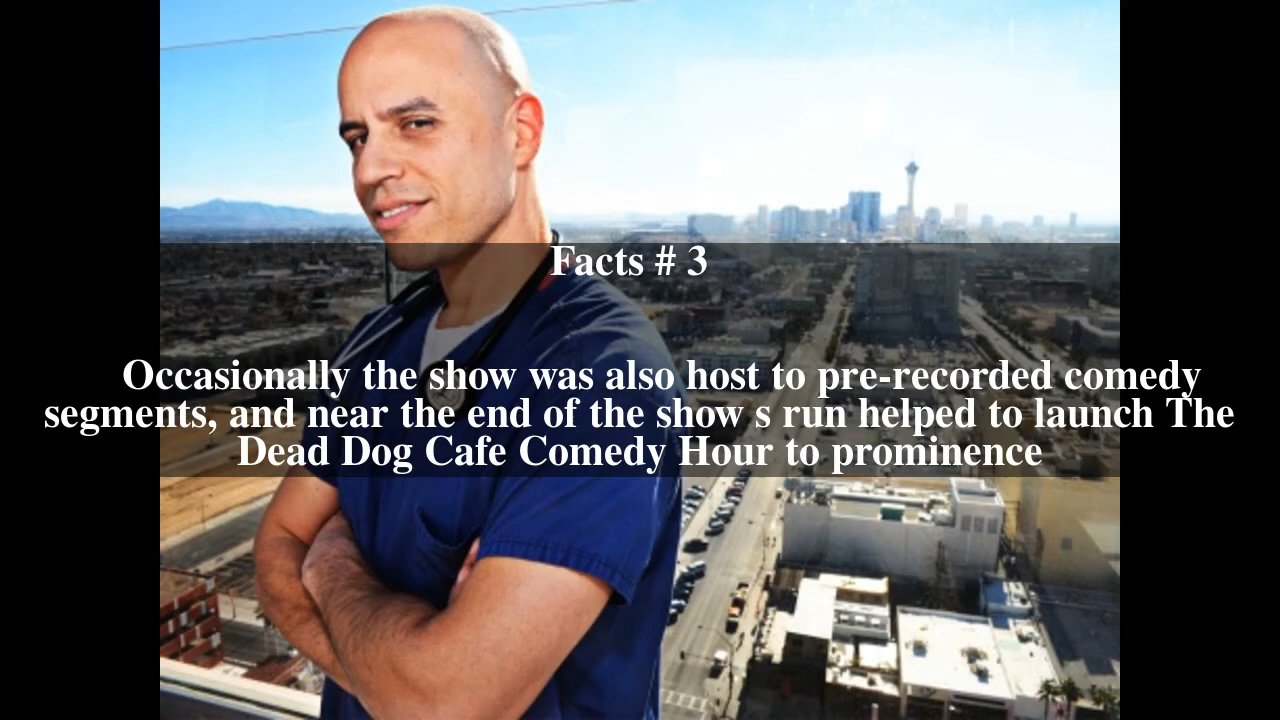 Facts # 3
Occasionally the show was also host to pre-recorded comedy
segments, and near the end of the show s run helped to launch The
Dead Dog Cafe Comedy Hour to prominence